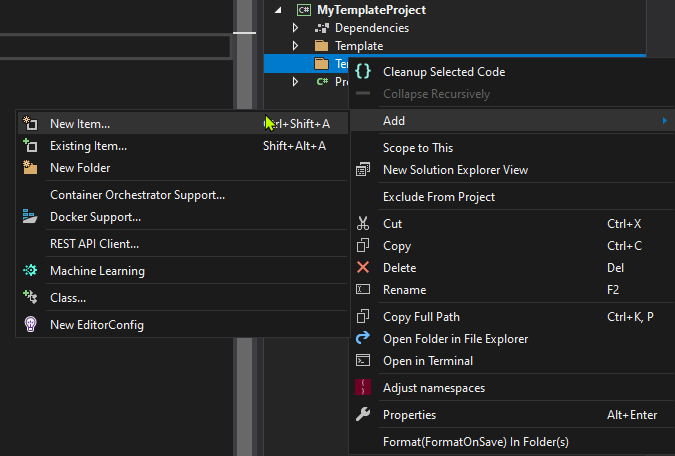 MyTemplateProject
Dependencies
Template
Cleanup Selected Code
Collapse Recursively
Add
Scope to This
New Solution Explorer View
Exclude From Project
Cut Ctrl+X
Copy Ctrl+C
Delete Del
Rename F2
Copy Full Path Ctrl+K, P
Open Folder in File Explorer
Open in Terminal
Adjust namespaces
Properties Alt+Enter
Format(FormatOnSave) In Folder(s)
New Item... Ctrl+Shift+A
Existing Item... Shift+Alt+A
New Folder
Container Orchestrator Support...
Docker Support...
REST API Client...
Machine Learning
Class...
New EditorConfig